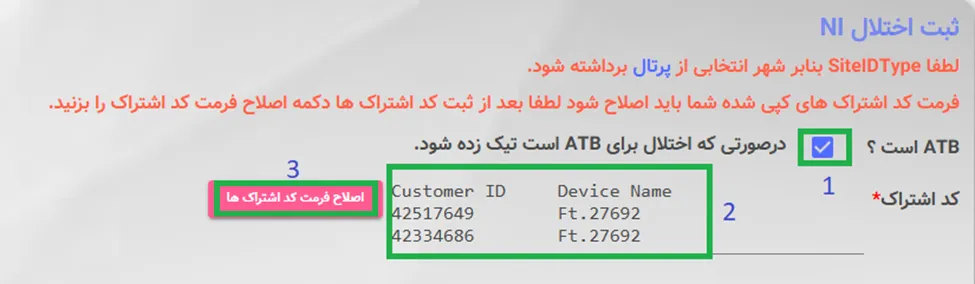 ثبت اختلال NI
لطفا SiteIDType بنابر شهر انتخابی از پرتال برداشته شود.
فرمت کد اشتراک های کپی شده شما باید اصلاح شود لطفا بعد از ثبت کد اشتراک ها دکمه اصلاح فرمت کد اشتراک را بزنید.
ATB است ؟ درصورتی که اختلال برای ATB است تیک زده شود.
1
کد اشتراک*
Customer ID Device Name
42517649 Ft.27692
42334686 Ft.27692
2
3
اصلاح فرمت کد اشتراک ها